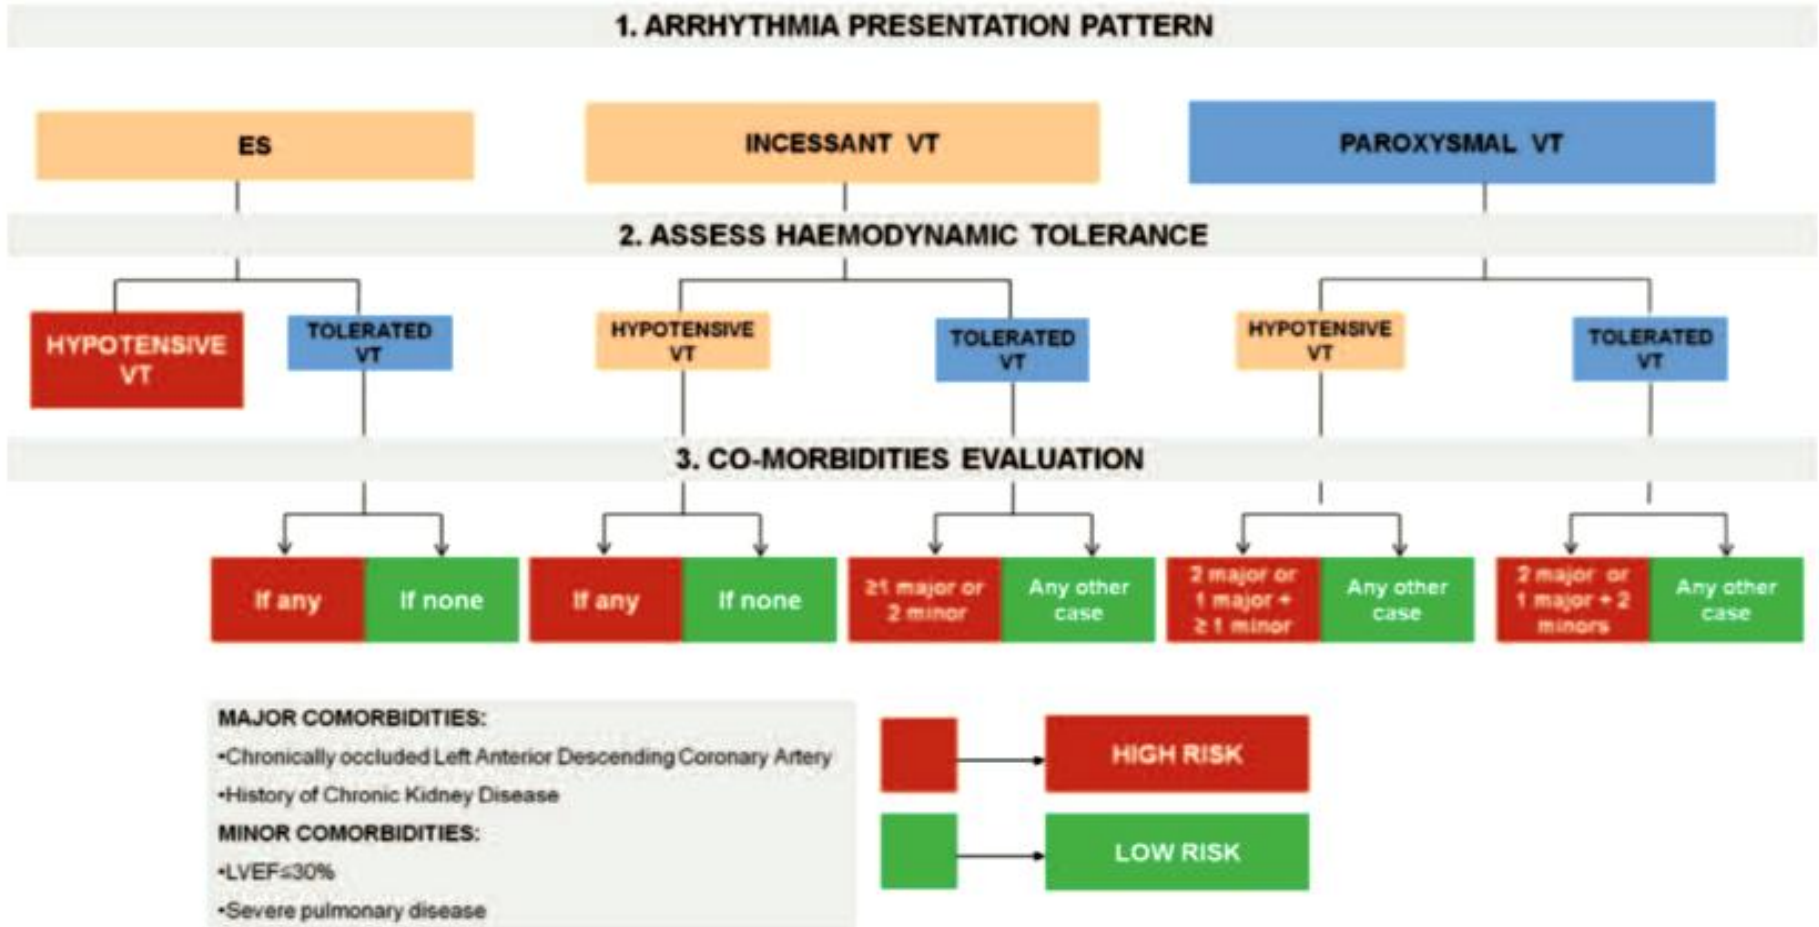 1. ARRHYTHMIA PRESENTATION PATTERN
ES
INCESSANT VT
PAROXYSMAL VT
2. ASSESS HAEMODYNAMIC TOLERANCE
HYPOTENSIVE
VT
TOLERATED
VT
HYPOTENSIVE
VT
TOLERATED
VT
HYPOTENSIVE
VT
TOLERATED
VT
3. CO-MORBIDITIES EVALUATION
If any
If none
If any
If none
≥1 major or
2 minor
Any other
case
2 major or
1 major +
≥ 1 minor
Any other
case
2 major or
1 major + 2
minors
Any other
case
MAJOR COMORBIDITIES:
•Chronically occluded Left Anterior Descending Coronary Artery
•History of Chronic Kidney Disease
MINOR COMORBIDITIES:
•LVEF≤30%
•Severe pulmonary disease
HIGH RISK
LOW RISK